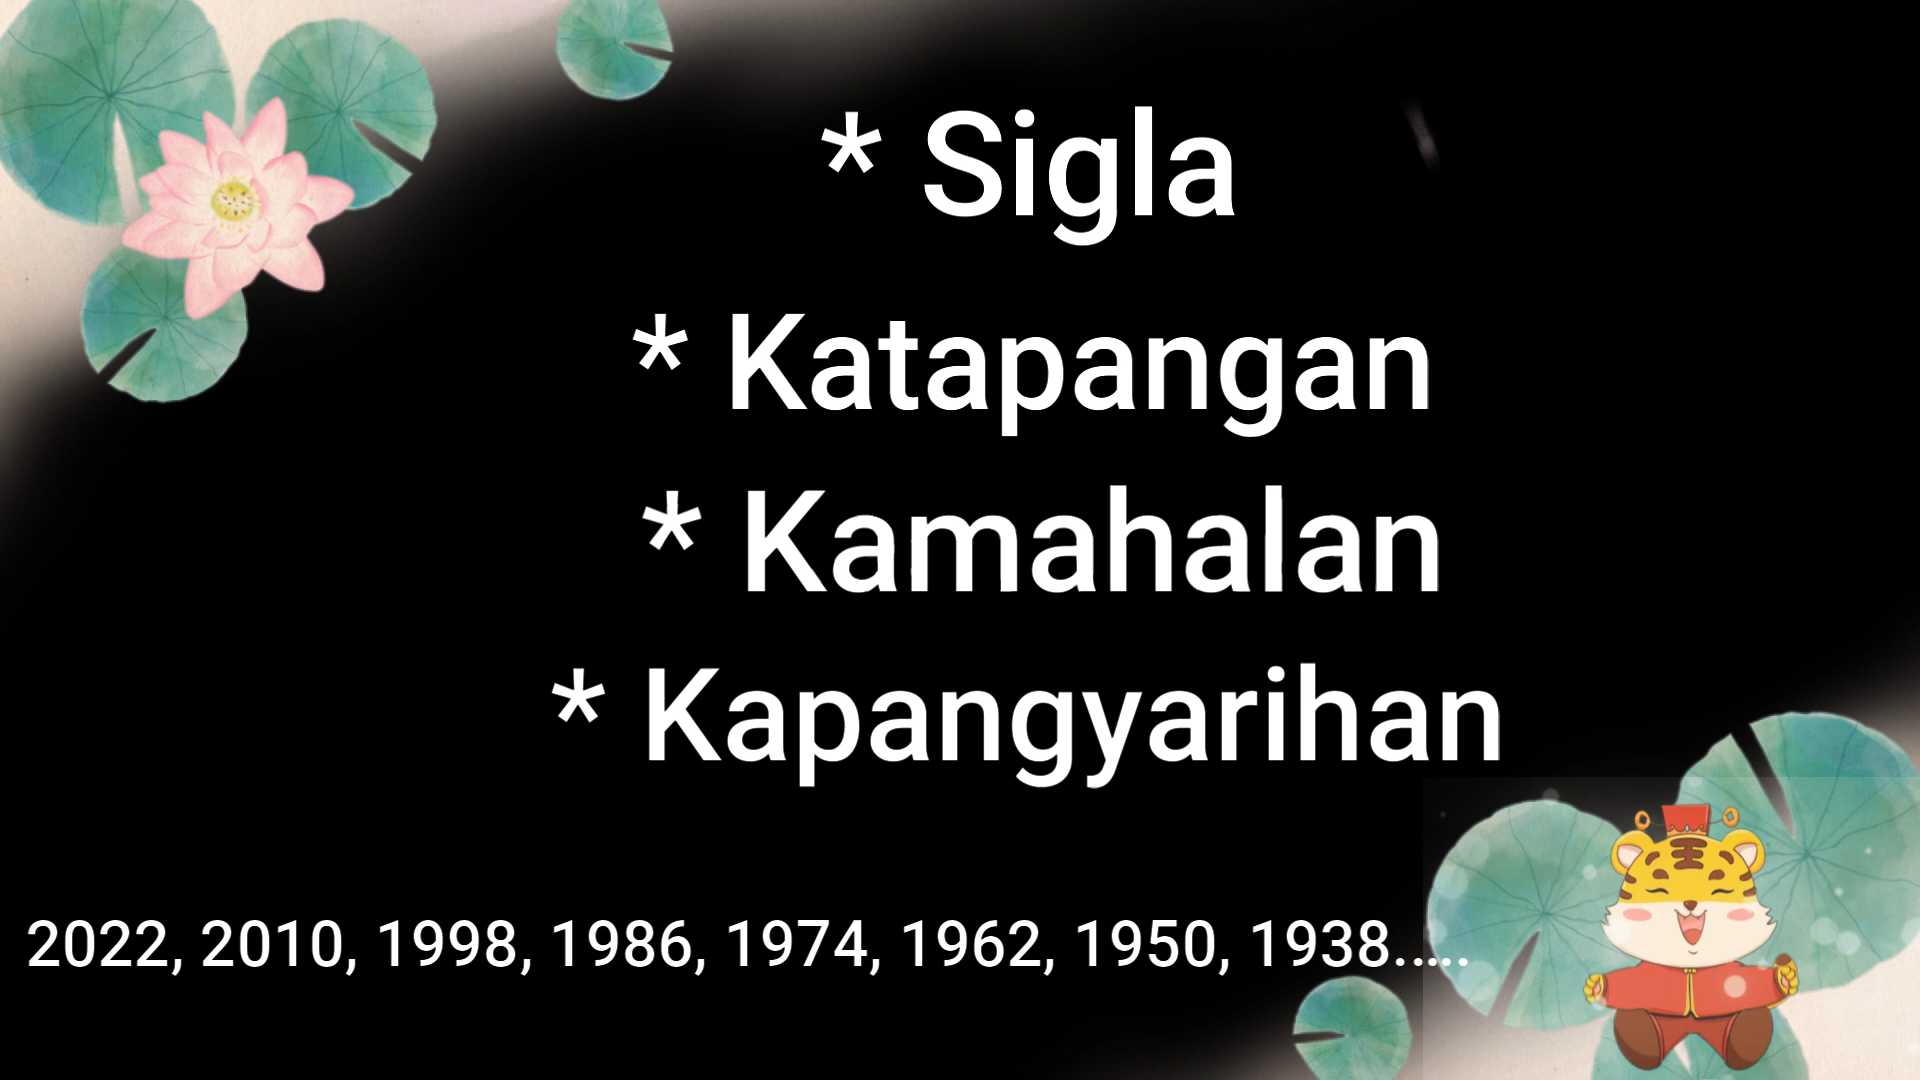 * Sigla
* Katapangan
* Kamahalan
* Kapangyarihan
2022, 2010, 1998, 1986, 1974, 1962, 1950, 1938.....